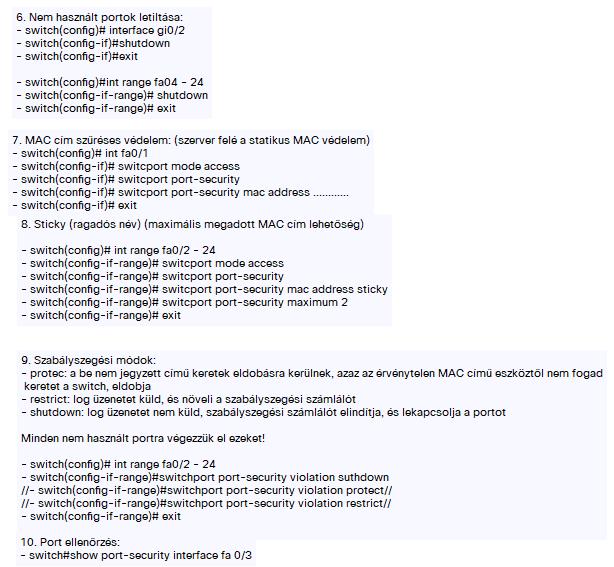 6. Nem használt portok letiltása:
- switch(config)# interface gi0/2
- switch(config-if)#shutdown
- switch(config-if)#exit
- switch(config)#int range fa04 - 24
- switch(config-if-range)# shutdown
- switch(config-if-range)# exit
7. MAC cím szűréses védelem: (szerver felé a statikus MAC védelem)
- switch(config)# int fa0/1
- switch(config-if)# switcport mode access
- switch(config-if)# switcport port-security
- switch(config-if)# switcport port-security mac address ............
- switch(config-if)# exit
8. Sticky (ragadós név) (maximális megadott MAC cím lehetőség)
- switch(config)# int range fa0/2 - 24
- switch(config-if-range)# switcport mode access
- switch(config-if-range)# switcport port-security
- switch(config-if-range)# switcport port-security mac address sticky
- switch(config-if-range)# switcport port-security maximum 2
- switch(config-if-range)# exit
9. Szabályszegési módok:
- protec: a be nem jegyzett című keretek eldobásra kerülnek, azaz az érvénytelen MAC című eszköztől nem fogad
keretet a switch, eldobja
- restrict: log üzenetet küld, és növeli a szabályszegési számlálót
- shutdown: log üzenetet nem küld, szabályszegési számlálót elindítja, és lekapcsolja a portot
Minden nem használt portra végezzük el ezeket!
- switch(config)# int range fa0/2 - 24
- switch(config-if-range)#switchport port-security violation suthdown
//- switch(config-if-range)#switchport port-security violation protect//
//- switch(config-if-range)#switchport port-security violation restrict//
- switch(config-if-range)# exit
10. Port ellenőrzés:
- switch#show port-security interface fa 0/3